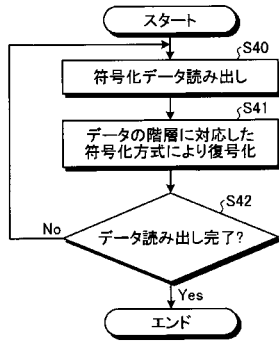 スタート
S40
符号化データ読み出し
S41
データの階層に対応した
符号化方式により復号化
S42
データ読み出し完了?
No
Yes
エンド